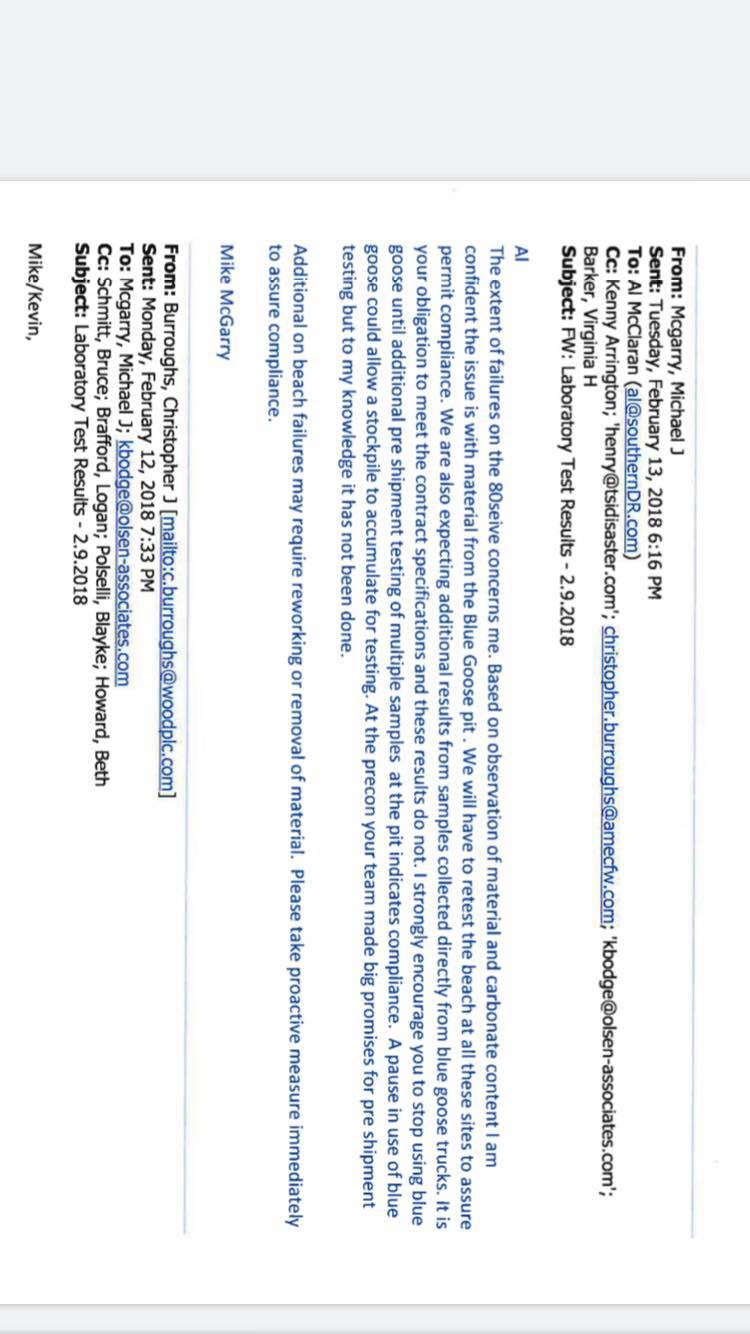 From: Mcgarry, Michael J
Sent: Tuesday, February 13, 2018 6:16 PM
To: Al McClaran (al@southernDR.com)
Cc: Kenny Arrington; 'henry@tsidisaster.com'; christopher.burroughs@amecfw.com; 'kbodge@olsen-associates.com';
Barker, Virginia H
Subject: FW: Laboratory Test Results - 2.9.2018
Al
The extent of failures on the 80seive concerns me. Based on observation of material and carbonate content I am
confident the issue is with material from the Blue Goose pit . We will have to retest the beach at all these sites to assure
permit compliance. We are also expecting additional results from samples collected directly from blue goose trucks. It is
your obligation to meet the contract specifications and these results do not. I strongly encourage you to stop using blue
goose until additional pre shipment testing of multiple samples at the pit indicates compliance. A pause in use of blue
goose could allow a stockpile to accumulate for testing. At the precon your team made big promises for pre shipment
testing but to my knowledge it has not been done.
Additional on beach failures may require reworking or removal of material. Please take proactive measure immediately
to assure compliance.
Mike McGarry
From: Burroughs, Christopher J [mailto:c.burroughs@woodplc.com]
Sent: Monday, February 12, 2018 7:33 PM
To: Mcgarry, Michael J; kbodge@olsen-associates.com
Cc: Schmitt, Bruce; Brafford, Logan; Polselli, Blayke; Howard, Beth
Subject: Laboratory Test Results - 2.9.2018
Mike/Kevin,